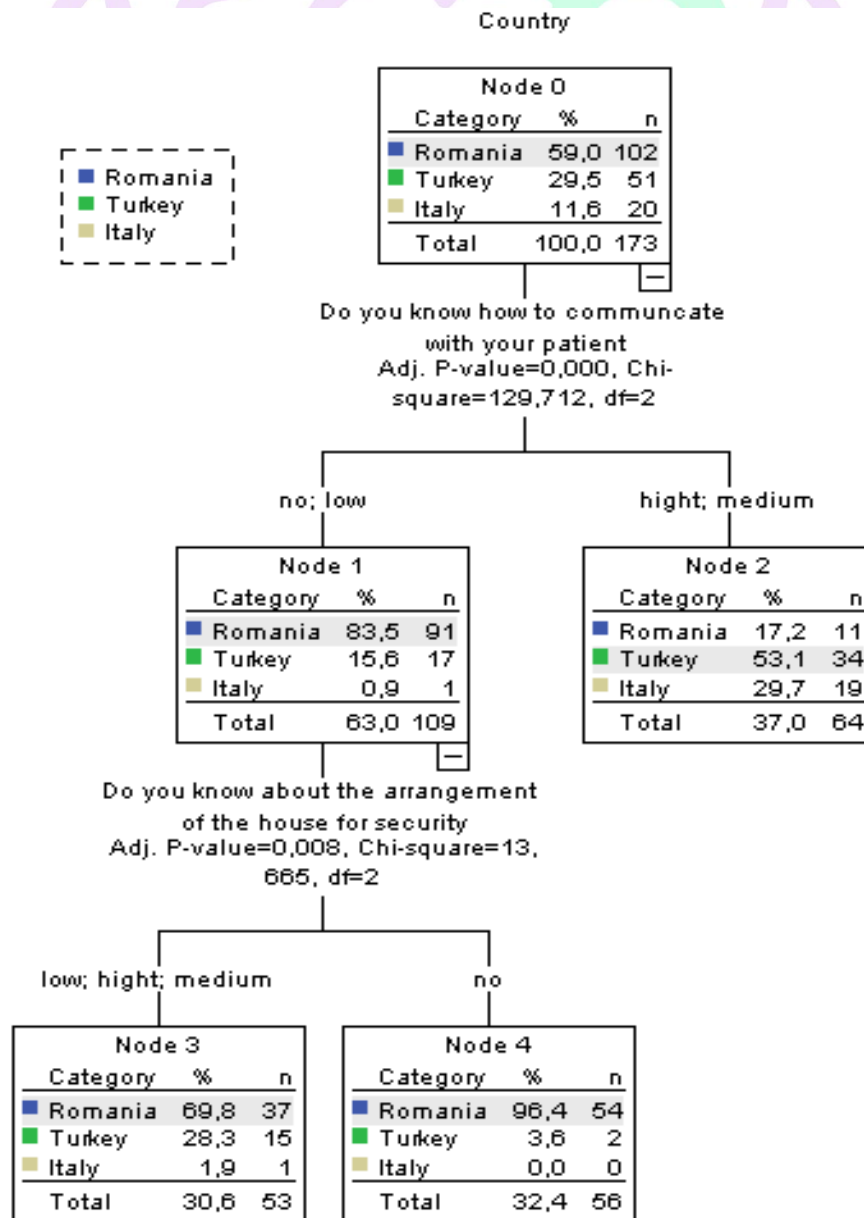 Country
Node 0
Category % n
Romania 59,0 102
Turkey 29,5 51
Italy 11,6 20
Total 100,0 173
Romania
Turkey
Italy
Do you know how to communcate
with your patient
Adj. P-value=0,000, Chi-
square=129,712, df=2
no; low
hight; medium
Node 1
Category % n
Romania 83,5 91
Turkey 15,6 17
Italy 0,9 1
Total 63,0 109
Node 2
Category % n
Romania 17,2 11
Turkey 53,1 34
Italy 29,7 19
Total 37,0 64
Do you know about the arrangement
of the house for security
Adj. P-value=0,008, Chi-square=13,
665, df=2
low; hight; medium
no
Node 3
Category % n
Romania 69,8 37
Turkey 28,3 15
Italy 1,9 1
Total 30,6 53
Node 4
Category % n
Romania 96,4 54
Turkey 3,6 2
Italy 0,0 0
Total 32,4 56